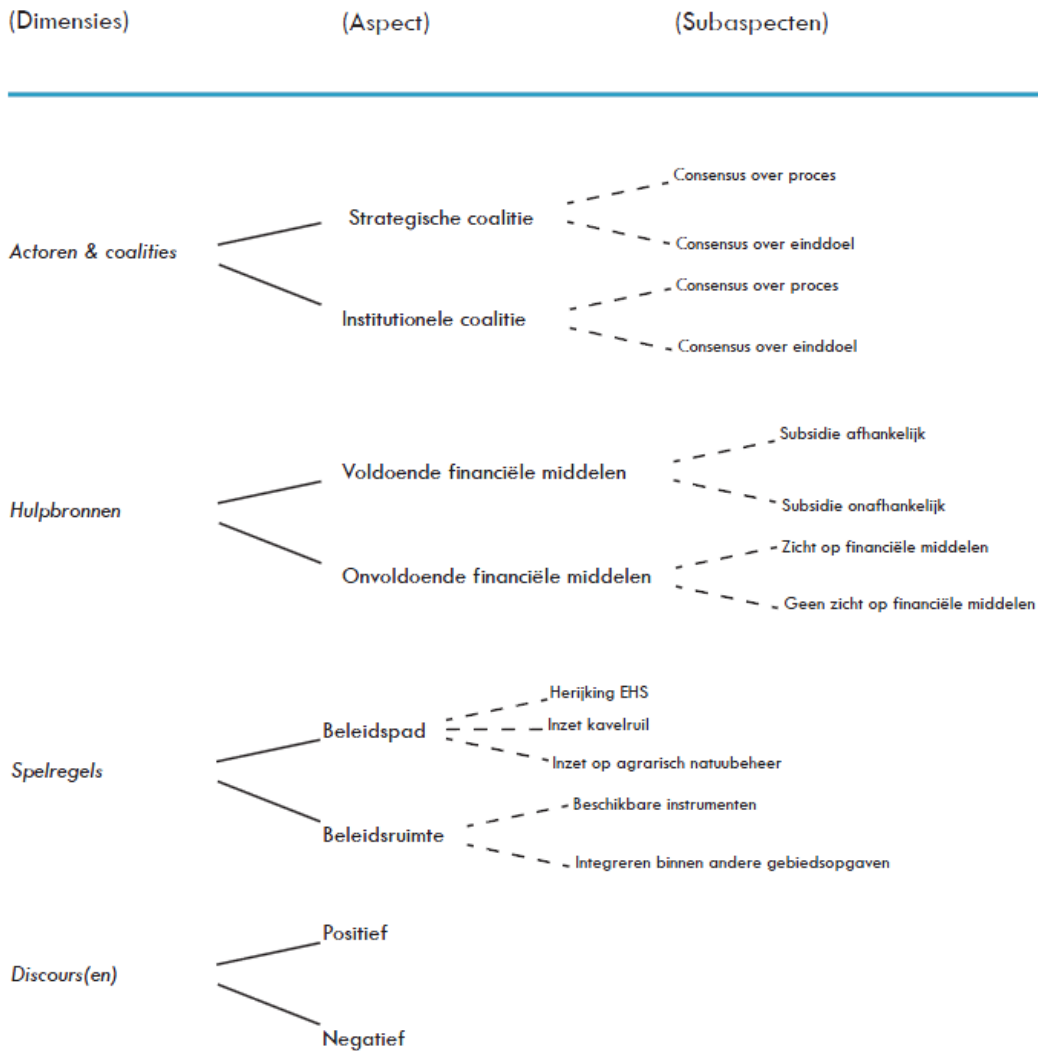 (Dimensies) (Aspect) (Subaspecten)
Consensus over proces
Strategische coalitie
Consensus over einddoel
Actoren & coalities
Consensus over proces
Institutionele coalitie
Consensus over einddoel
Subsidie afhankelijk
Voldoende financiële middelen
Subsidie onafhankelijk
Hulpbronnen
Zicht op financiële middelen
Onvoldoende financiële middelen
Geen zicht op financiële middelen
Herijking EHS
Beleidspad
Inzet kavelruil
Inzet op agrarisch natuubeheer
Spelregels
Beschikbare instrumenten
Beleidsruimte
Integreren binnen andere gebiedsopgaven
Positief
Discours(en)
Negatief